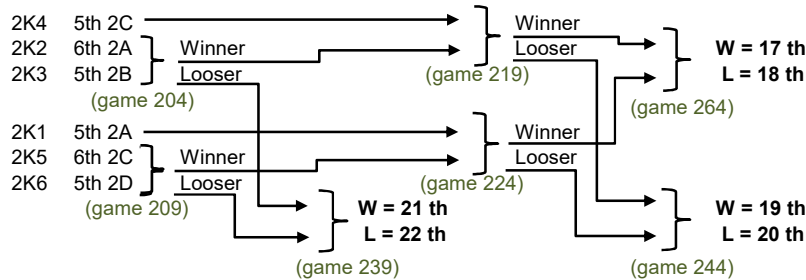 2K4 5th 2C
2K2 6th 2A Winner Winner W = 17 th
2K3 5th 2B Looser Looser L = 18 th
(game 204) (game 219) (game 264)
2K1 5th 2A Winner
2K5 6th 2C Winner Looser
2K6 5th 2D Looser
(game 209) (game 224)
W = 21 th W = 19 th
L = 22 th L = 20 th
(game 239) (game 244)